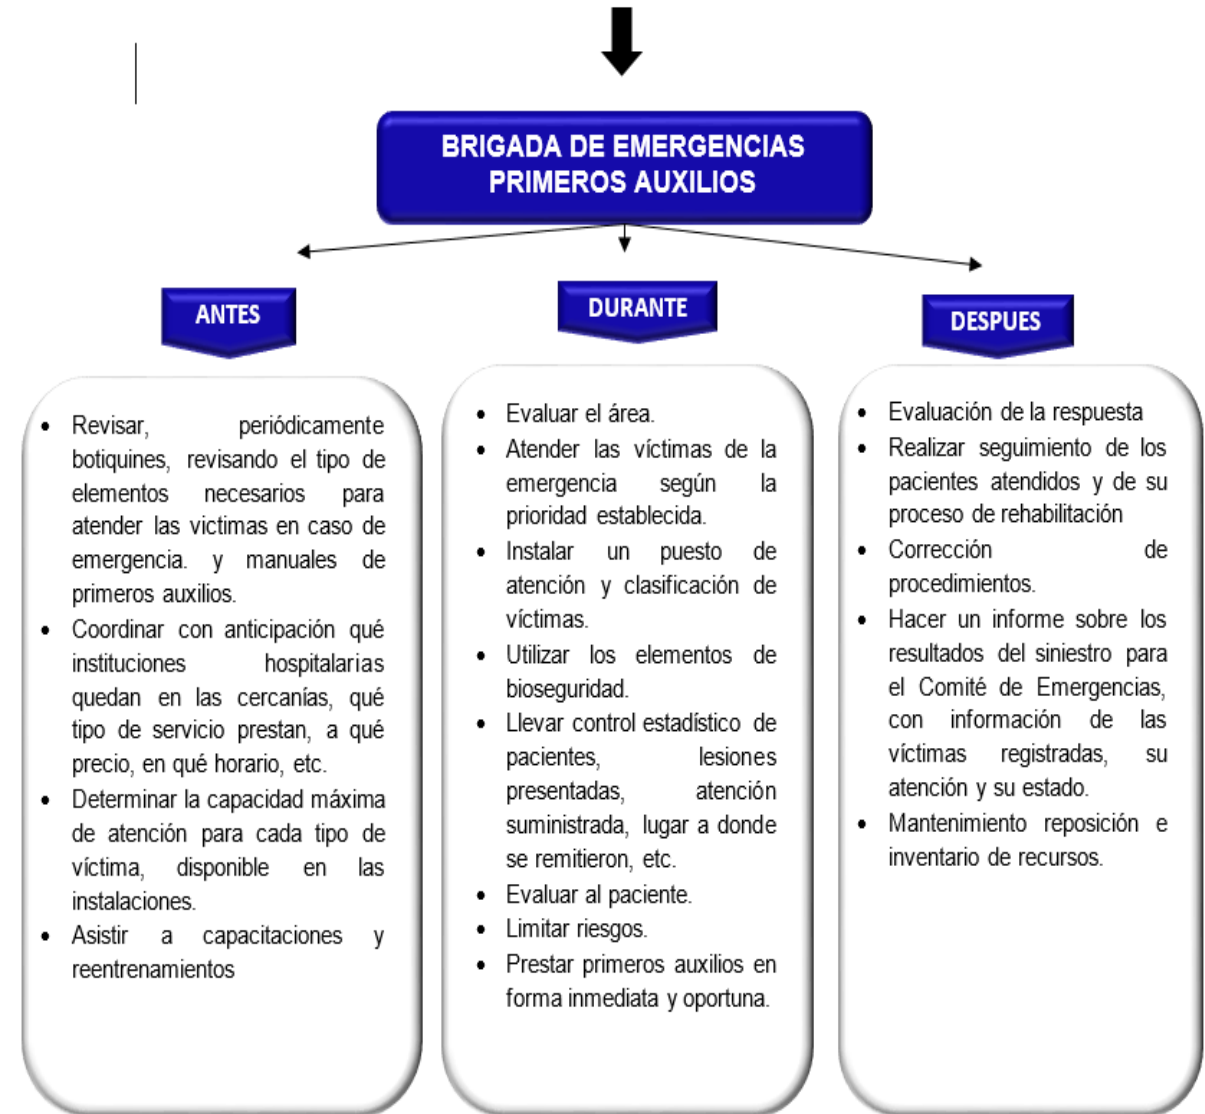 BRIGADA DE EMERGENCIAS
PRIMEROS AUXILIOS
ANTES
• Revisar, periódicamente
botiquines, revisando el tipo de
elementos necesarios para
atender las victimas en caso de
emergencia. y manuales de
primeros auxilios.
• Coordinar con anticipación qué
instituciones hospitalarias
quedan en las cercanías, qué
tipo de servicio prestan, a qué
precio, en qué horario, etc.
• Determinar la capacidad máxima
de atención para cada tipo de
víctima, disponible en las
instalaciones.
• Asistir a capacitaciones y
reentrenamientos
DURANTE
• Evaluar el área.
• Atender las víctimas de la
emergencia según la
prioridad establecida.
• Instalar un puesto de
atención y clasificación de
víctimas.
• Utilizar los elementos de
bioseguridad.
• Llevar control estadístico de
pacientes, lesiones
presentadas, atención
suministrada, lugar a donde
se remitieron, etc.
• Evaluar al paciente.
• Limitar riesgos.
• Prestar primeros auxilios en
forma inmediata y oportuna.
DESPUES
• Evaluación de la respuesta
• Realizar seguimiento de los
pacientes atendidos y de su
proceso de rehabilitación
• Corrección de
procedimientos.
• Hacer un informe sobre los
resultados del siniestro para
el Comité de Emergencias,
con información de las
víctimas registradas, su
atención y su estado.
• Mantenimiento reposición e
inventario de recursos.